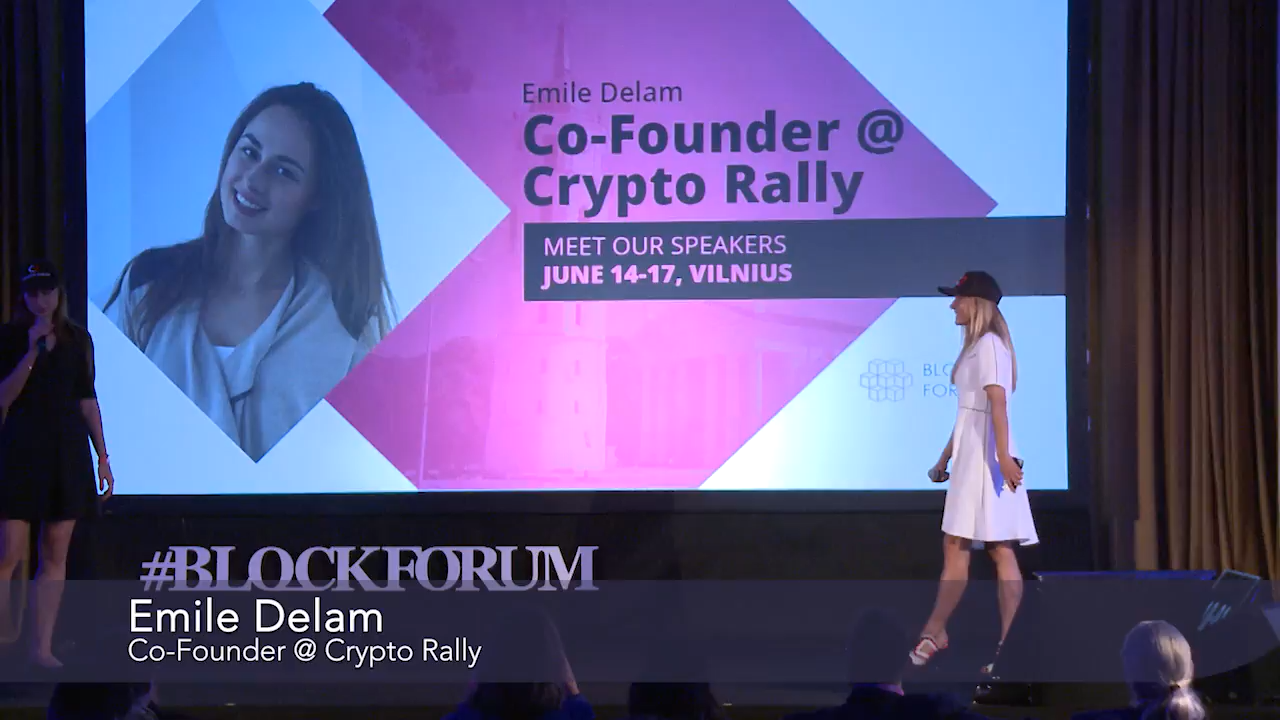 Emile Delam
Co-Founder @
Crypto Rally
MEET OUR SPEAKERS
JUNE 14-17, VILNIUS
#BLOCKFORUM
Emile Delam
Co-Founder @ Crypto Rally